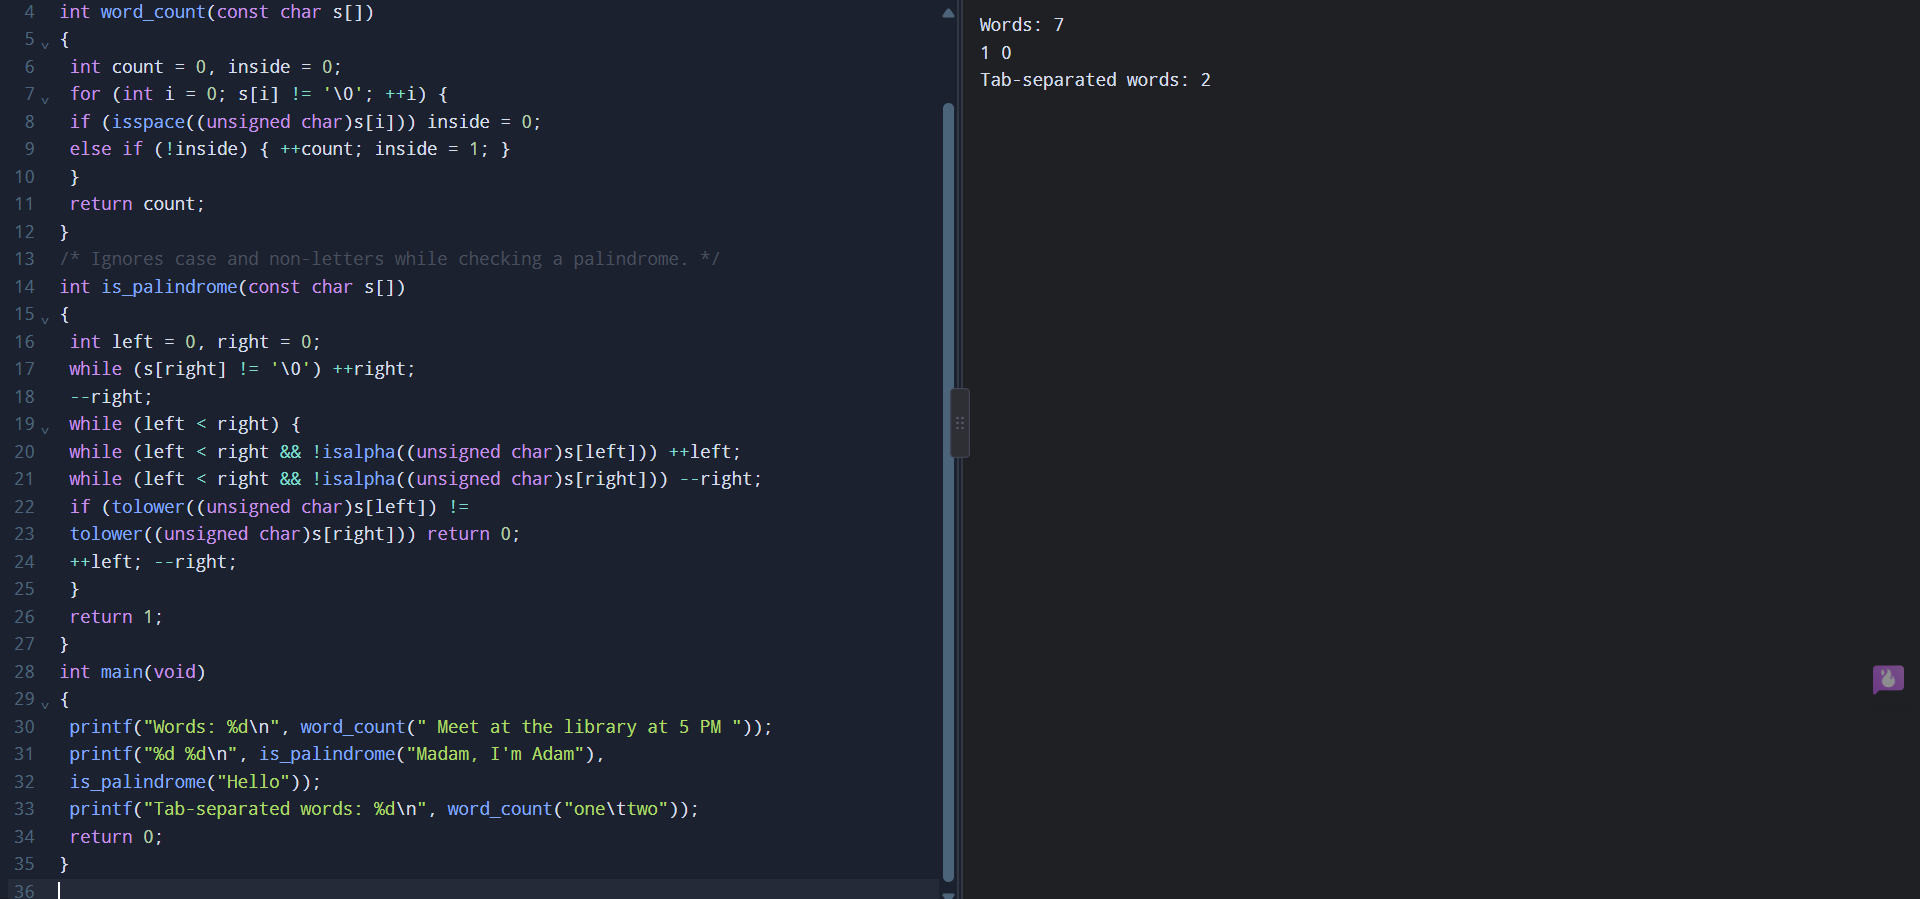 4 int word_count(const char s[])
5 {
6 int count = 0, inside = 0;
7 for (int i = 0; s[i] != '\0'; ++i) {
8 if (isspace((unsigned char)s[i])) inside = 0;
9 else if (!inside) { ++count; inside = 1; }
10 }
11 return count;
12 }
13 /* Ignores case and non-letters while checking a palindrome. */
14 int is_palindrome(const char s[])
15 {
16 int left = 0, right = 0;
17 while (s[right] != '\0') ++right;
18 --right;
19 while (left < right) {
20 while (left < right && !isalpha((unsigned char)s[left])) ++left;
21 while (left < right && !isalpha((unsigned char)s[right])) --right;
22 if (tolower((unsigned char)s[left]) !=
23 tolower((unsigned char)s[right])) return 0;
24 ++left; --right;
25 }
26 return 1;
27 }
28 int main(void)
29 {
30 printf("Words: %d\n", word_count(" Meet at the library at 5 PM "));
31 printf("%d %d\n", is_palindrome("Madam, I'm Adam"),
32 is_palindrome("Hello"));
33 printf("Tab-separated words: %d\n", word_count("one\ttwo"));
34 return 0;
35 }
36
Words: 7
1 0
Tab-separated words: 2